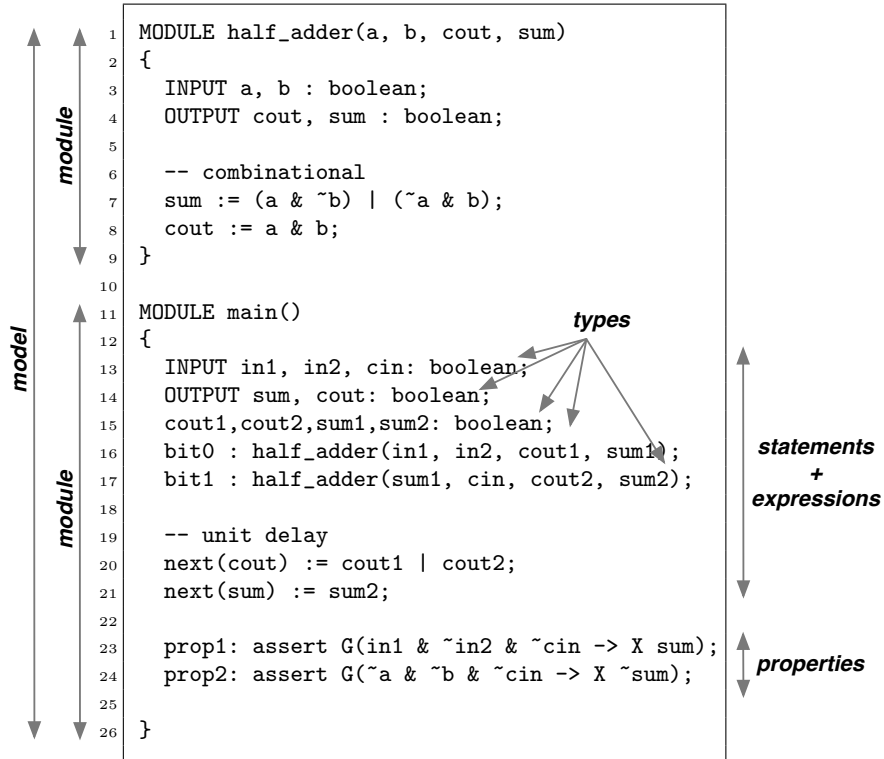 1 MODULE half_adder(a, b, cout, sum)
2 {
3 INPUT a, b : boolean;
4 OUTPUT cout, sum : boolean;
5
6 -- combinational
7 sum := (a & ~b) | (~a & b);
8 cout := a & b;
9 }
10
11 MODULE main()
12 {
13 INPUT in1, in2, cin: boolean;
14 OUTPUT sum, cout: boolean;
15 cout1,cout2,sum1,sum2: boolean;
16 bit0 : half_adder(in1, in2, cout1, sum1);
17 bit1 : half_adder(sum1, cin, cout2, sum2);
18
19 -- unit delay
20 next(cout) := cout1 | cout2;
21 next(sum) := sum2;
22
23 prop1: assert G(in1 & ~in2 & ~cin -> X sum);
24 prop2: assert G(~a & ~b & ~cin -> X ~sum);
25
26 }
model
module
module
types
statements
+
expressions
properties